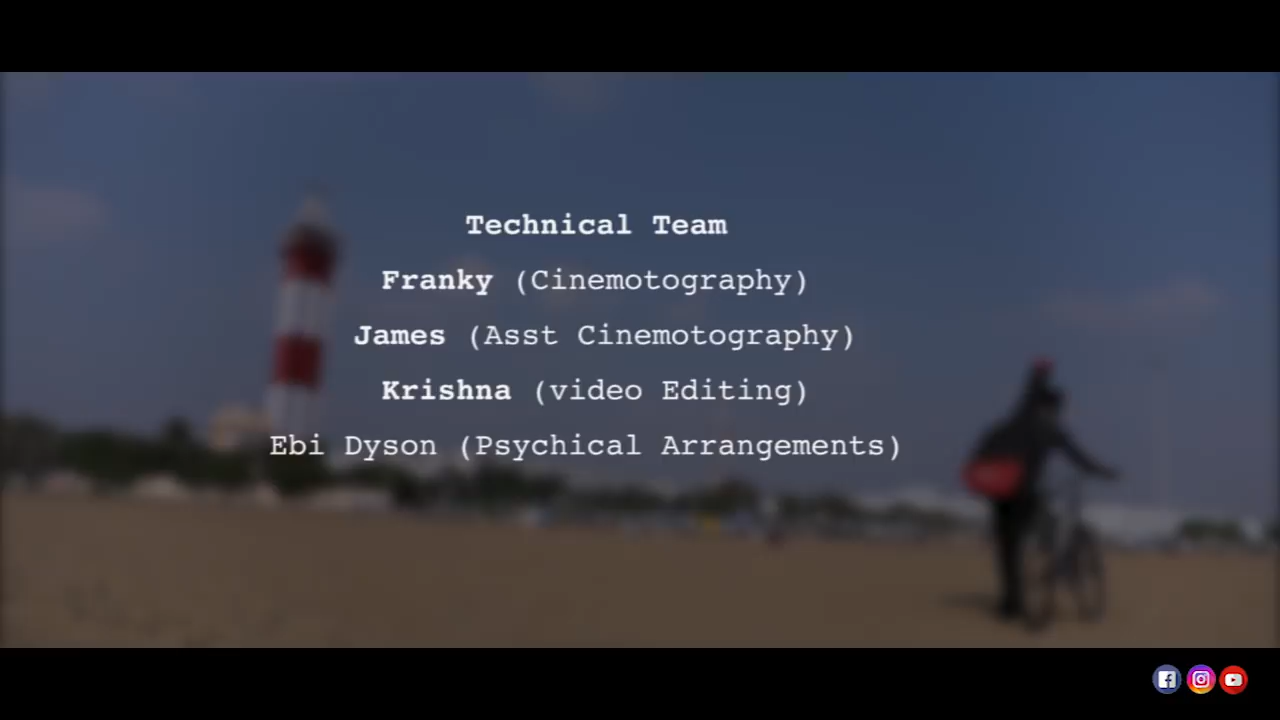 Technical Team
Franky (Cinemotography)
James (Asst Cinemotography)
Krishna (video Editing)
Ebi Dyson (Psychical Arrangements)